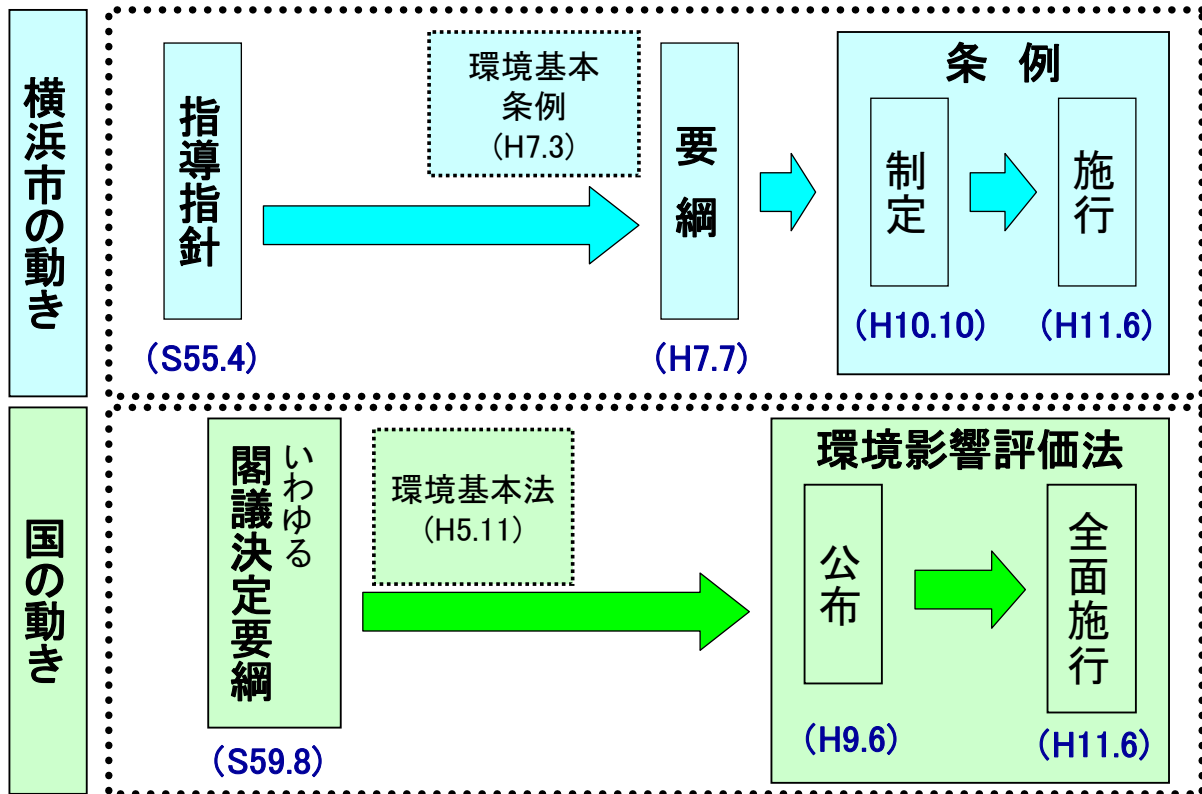 横浜市の動き
指導指針
(S55.4)
環境基本
条例
(H7.3)
要綱
(H7.7)
条 例
制定
(H10.10)
施行
(H11.6)
国の動き
いわゆる
閣議決定要綱
(S59.8)
環境基本法
(H5.11)
環境影響評価法
公布
(H9.6)
全面施行
(H11.6)